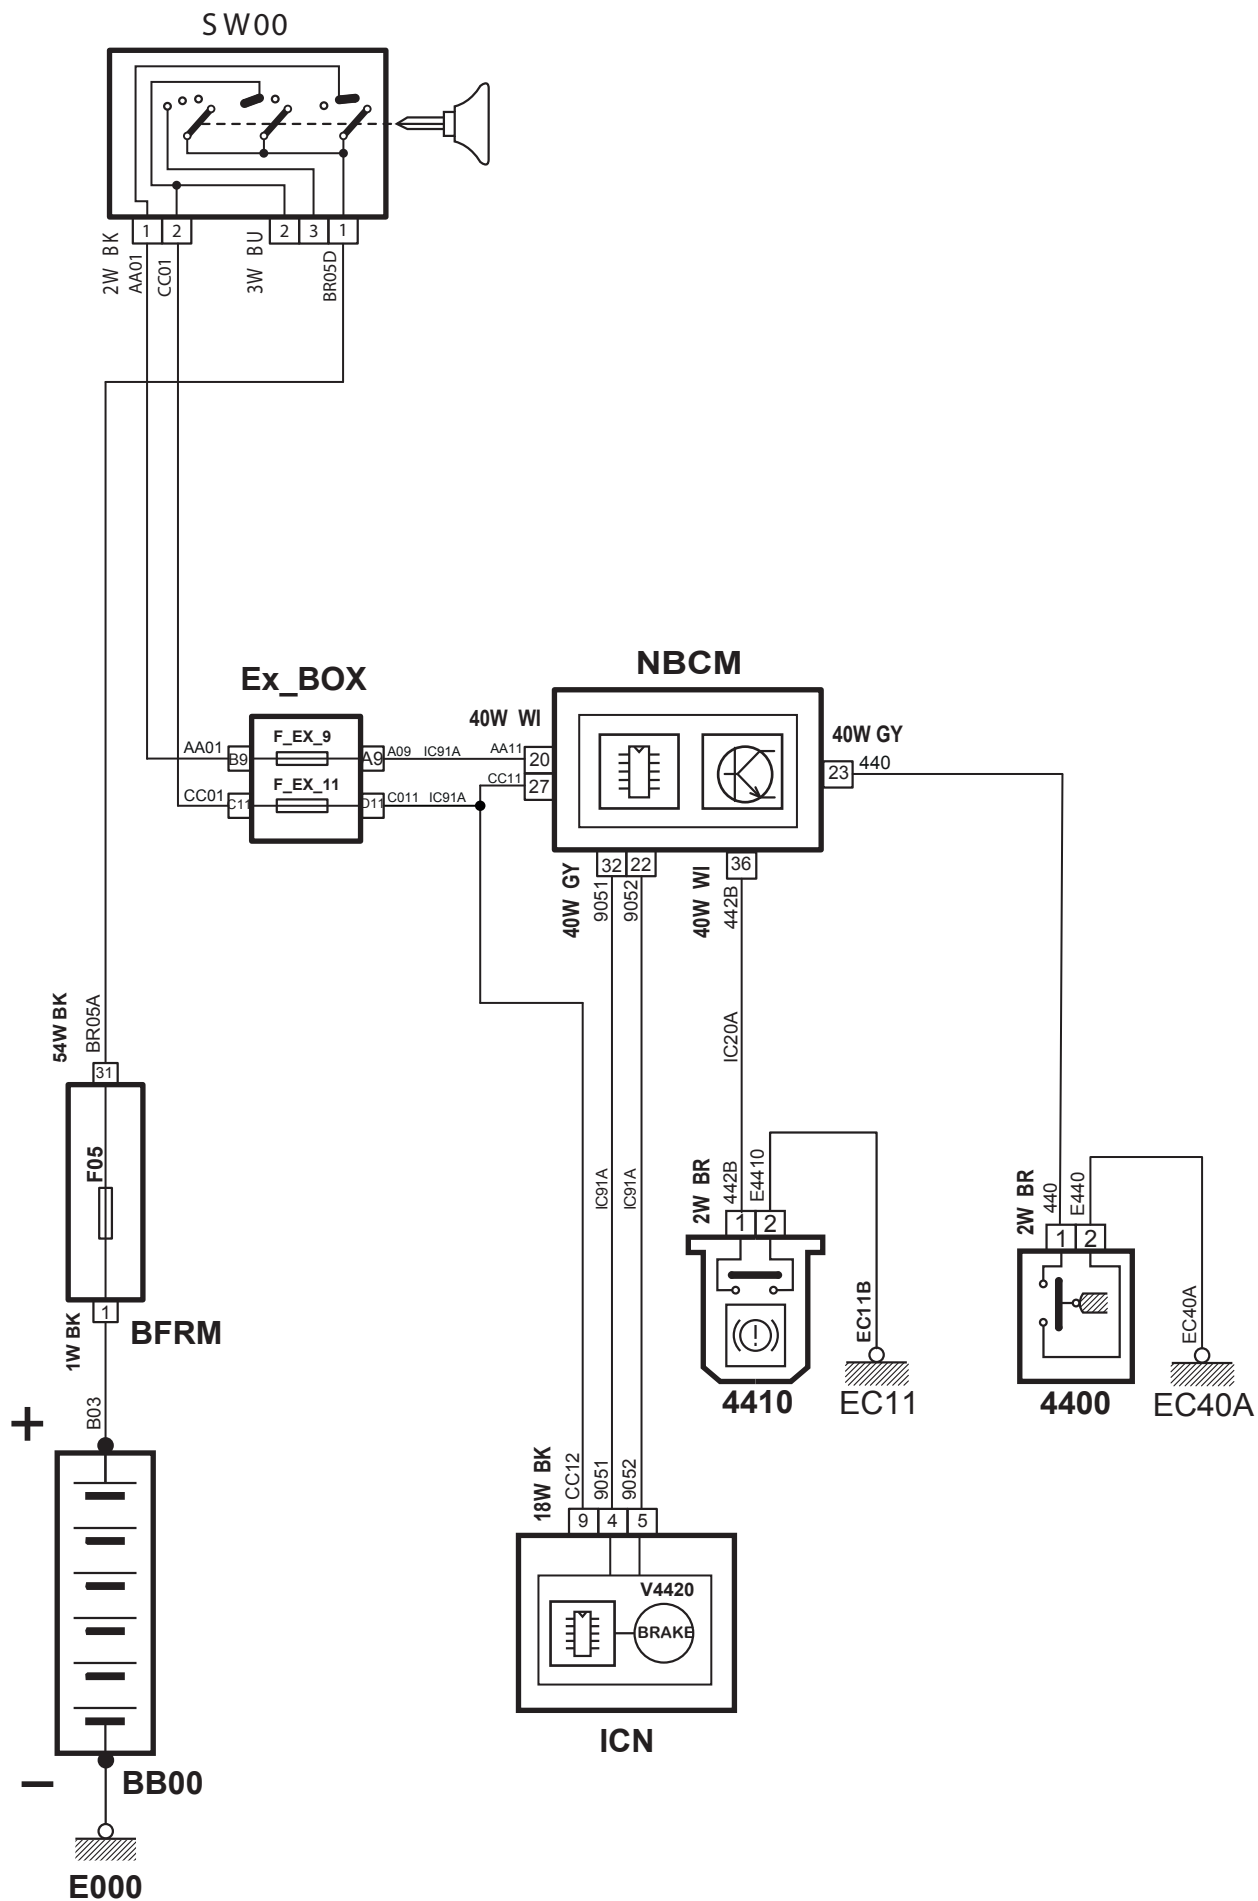 SW00
1
2
2
3
1
2W BK
AA01
CC01
3W BU
BR05D
NBCM
Ex_BOX
40W WI
40W GY
F_EX_9
AA01
B9
A9
A09
IC91A
AA11
20
23
440
F_EX_11
CC11
27
CC01
C11
D11
C011
IC91A
32
22
36
40W GY
9051
9052
40W WI
442B
54W BK
BR05A
IC20A
31
F05
IC91A
IC91A
2W BR
442B
E4410
2W BR
440
E440
1
2
1
2
1
BFRM
1W BK
EC11B
EC40A
4410
EC11
4400
EC40A
B03
+
18W BK
CC12
9051
9052
9
4
5
V4420
BRAKE
ICN
–
BB00
E000